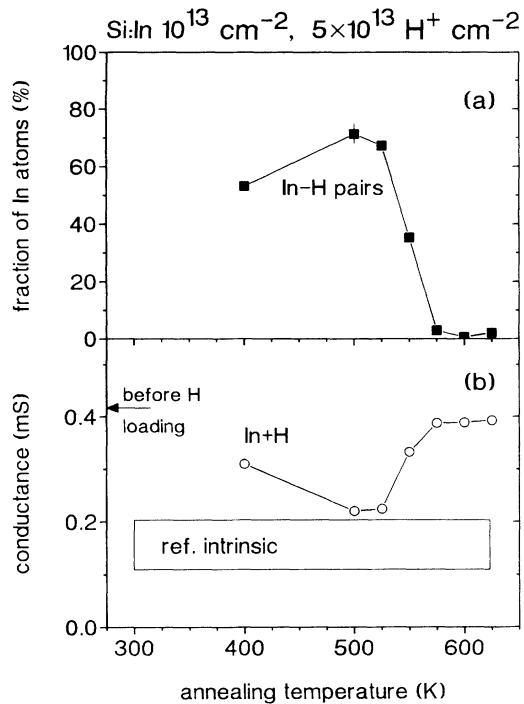 Si:In 10¹³ cm⁻², 5×10¹³ H⁺ cm⁻²
100
80
60
40
20
0
fraction of In atoms (%)
(a)
In-H pairs
(b)
before H
loading
In+H
ref. intrinsic
0.4
0.2
0.0
conductance (mS)
300
400
500
600
annealing temperature (K)